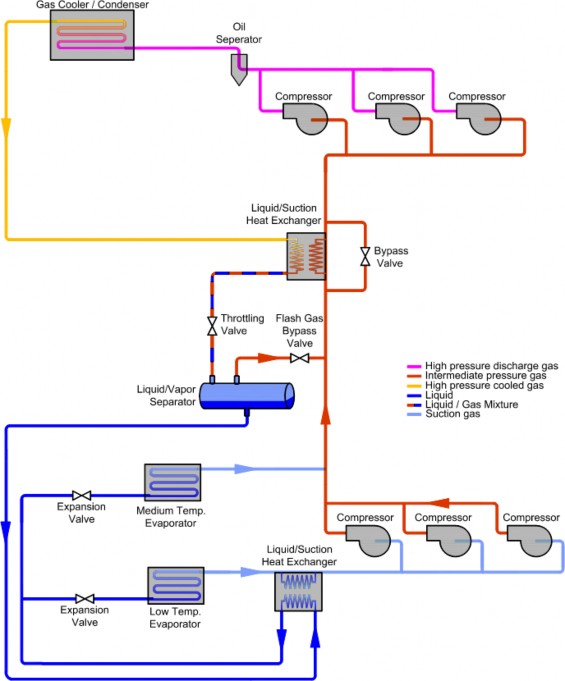 Gas Cooler / Condenser
Oil
Seperator
Compressor
Compressor
Compressor
Liquid/Suction
Heat Exchanger
Bypass
Valve
Throttling
Valve
Flash Gas
Bypass
Valve
High pressure discharge gas
Intermediate pressure gas
High pressure cooled gas
Liquid
Liquid / Gas Mixture
Suction gas
Liquid/Vapor
Separator
Expansion
Valve
Medium Temp.
Evaporator
Compressor
Compressor
Compressor
Liquid/Suction
Heat Exchanger
Expansion
Valve
Low Temp.
Evaporator